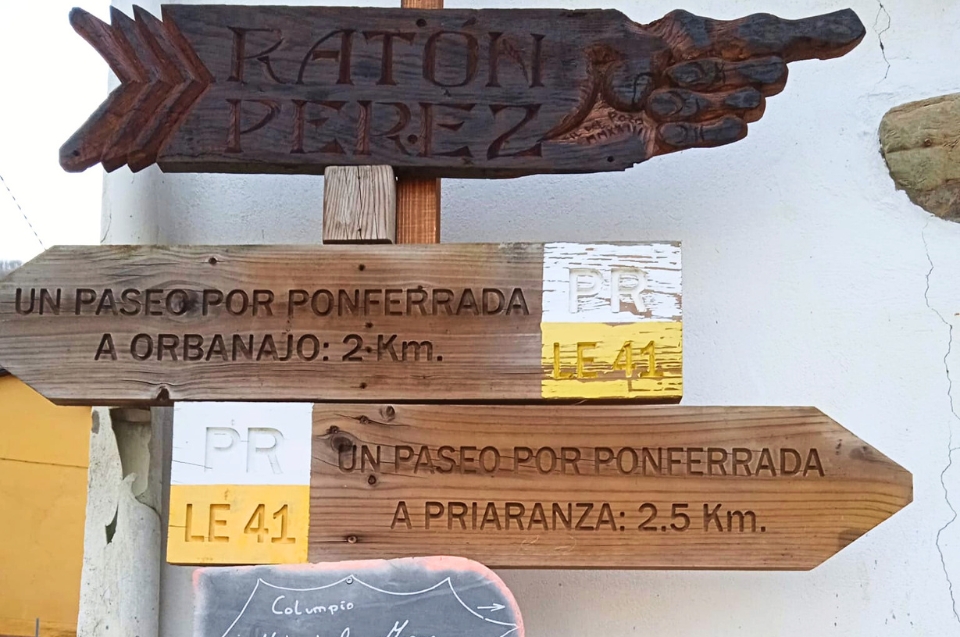 RATÓN
PEREZ
UN PASEO POR PONFERRADA
A ORBANAJO: 2 Km.
PR
LE 41
PR
LE 41
UN PASEO POR PONFERRADA
A PRIARANZA: 2.5 Km.
Columpio